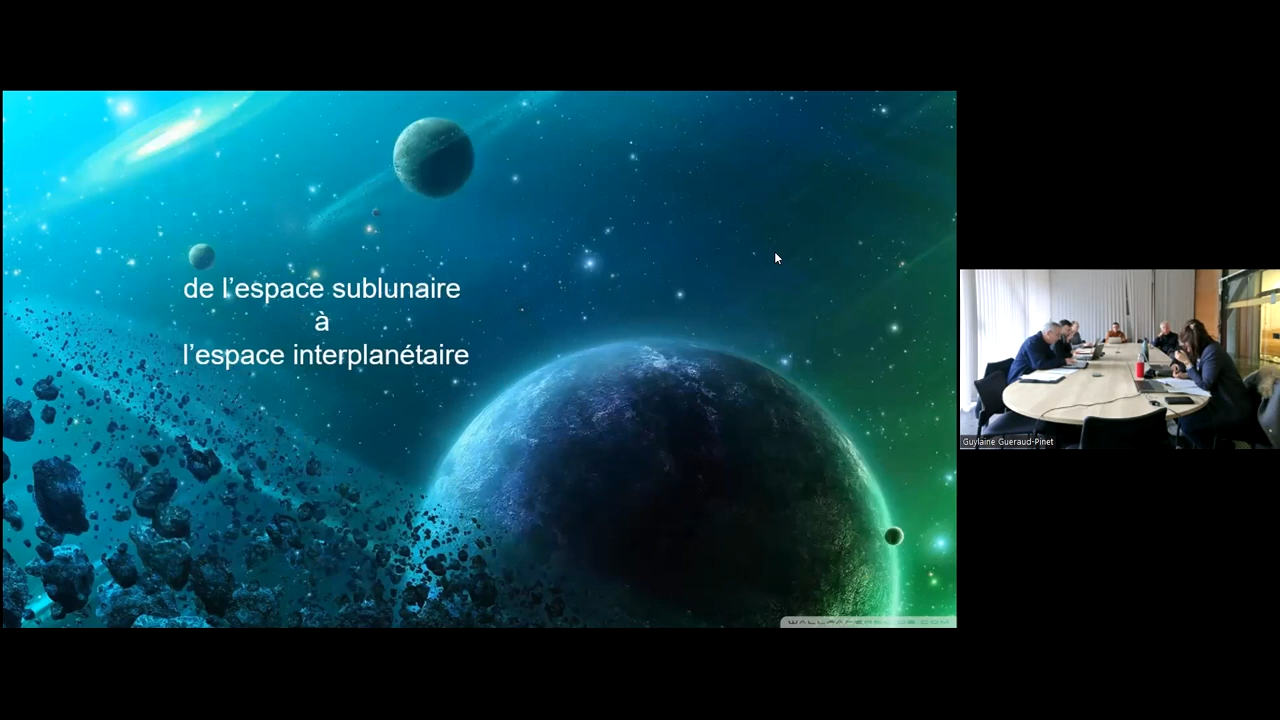 de l'espace sublunaire
à
l'espace interplanétaire
Guylaine Gueraud-Pinet